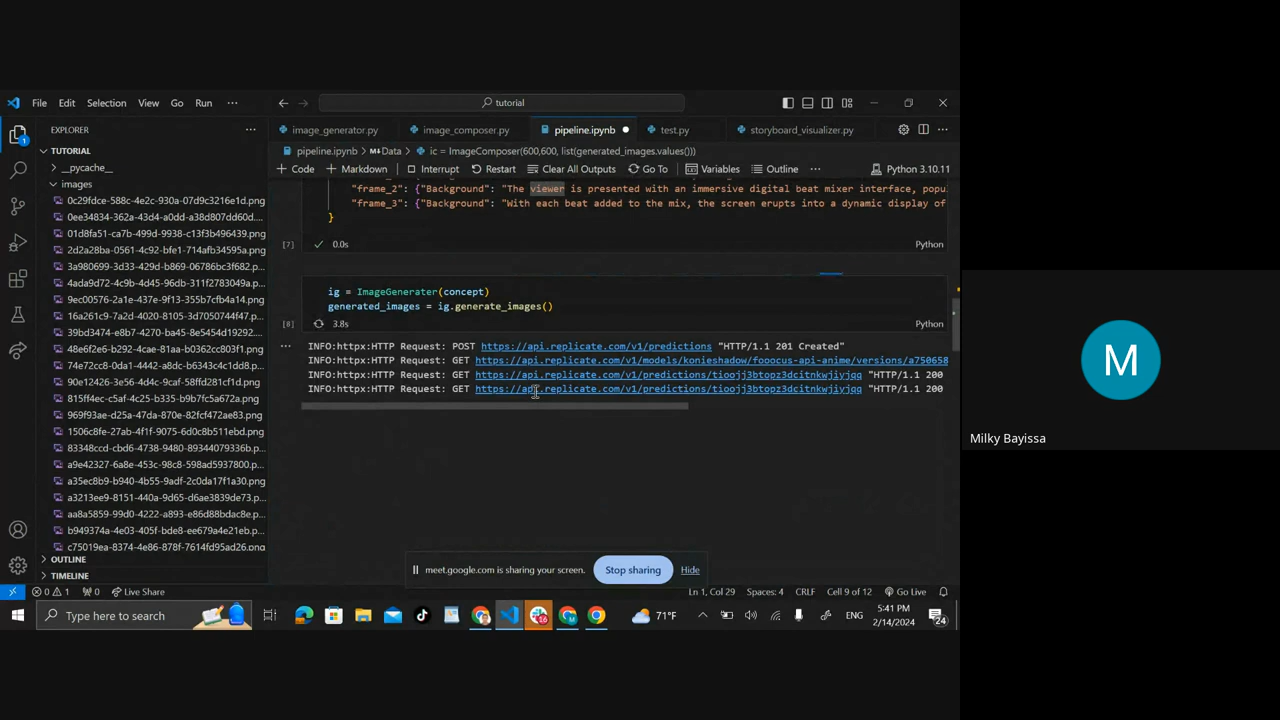 File Edit Selection View Go Run ··· tutorial
EXPLORER
image_generator.py image_composer.py pipeline.ipynb test.py storyboard_visualizer.py
TUTORIAL
pipeline.ipynb > Data > ic = ImageComposer(600,600, list(generated_images.values()))
__pycache__
+ Code + Markdown Interrupt Restart Clear All Outputs Go To Variables Outline ··· Python 3.10.11
images
"frame_2": {"Background": "The viewer is presented with an immersive digital beat mixer interface, popu
"frame_3": {"Background": "With each beat added to the mix, the screen erupts into a dynamic display of
}
[7] 0.0s Python
ig = ImageGenerater(concept)
generated_images = ig.generate_images()
[8] 3.8s Python
INFO:httpx:HTTP Request: POST https://api.replicate.com/v1/predictions "HTTP/1.1 201 Created"
INFO:httpx:HTTP Request: GET https://api.replicate.com/v1/models/konieshadow/fooocus-api-anime/versions/a750658
INFO:httpx:HTTP Request: GET https://api.replicate.com/v1/predictions/tioojj3btopz3dcitnkwjiyjqq "HTTP/1.1 200
INFO:httpx:HTTP Request: GET https://api.replicate.com/v1/predictions/tioojj3btopz3dcitnkwjiyjqq "HTTP/1.1 200
0c29fdce-588c-4e2c-930a-07d9c3216e1d.png
0ee34834-362a-43d4-a0dd-a38d807dd60d....
01d8fa51-ca7b-499d-9938-c13f3b496439.png
2d2a28ba-0561-4c92-bfe1-714afb34595a.png
3a980699-3d33-429d-b869-06786bc3f682.p...
4ada9d72-4c9b-4d45-96db-311f2783049a.p...
9ec00576-2a1e-437e-9f13-355b7cfb4a14.png
16a261c9-f27d-4020-8105-3d7050744f47.p...
39bd3474-e8b7-4270-ba45-8e5454d19292....
48e6f2e6-b292-4cae-81aa-b0362cc803f1.p...
74e72cc8-0da1-4442-a8dc-b6343c4c4cd1.p...
90e12426-3e56-4d4c-9caf-58ffd281cf1d.png
815ff4ec-c5af-4c25-b335-b9b7fc5a672a.png
969f93ae-ed25-47da-870e-82fcf472ae83.png
1506c8fe-27ab-4f1f-9075-6d0c8b511ebd.png
83348ccd-cbd6-4738-9480-89344079336b.p...
a9e42327-6a8e-453c-98c8-598ad5937800.p...
a35ec8b9-b940-4b55-9adf-2c0da17f1a30.png
a3213ee9-8151-440a-9d65-d6ae3839de73.p...
aa8a5859-99d0-4222-a893-e86d88dac8e....
b949374a-4e03-405f-bde8-ee679a4e21eb.p...
c75019ea-8374-4e86-878f-7614fd95ad26.png
OUTLINE
TIMELINE
meet.google.com is sharing your screen. Stop sharing Hide
0 1 0 Live Share Ln 1, Col 29 Spaces: 4 CRLF Cell 9 of 12 Go Live
Type here to search 71°F ENG 5:41 PM
2/14/2024 24
M
Milky Bayissa